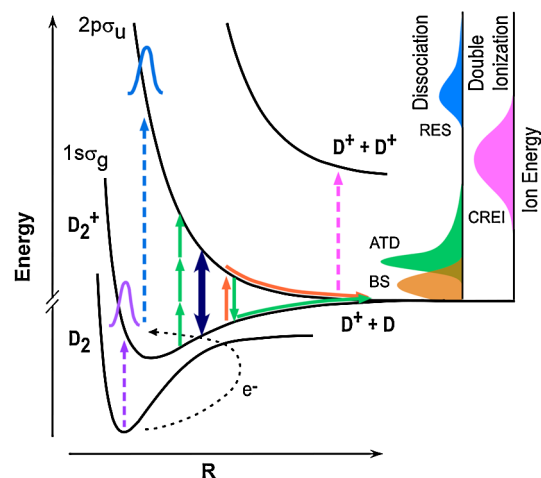 2pσu
1sσg
D2+
D2
Energy
R
e-
D+ + D+
D+ + D
Dissociation
Double
Ionization
Ion Energy
RES
CREI
ATD
BS